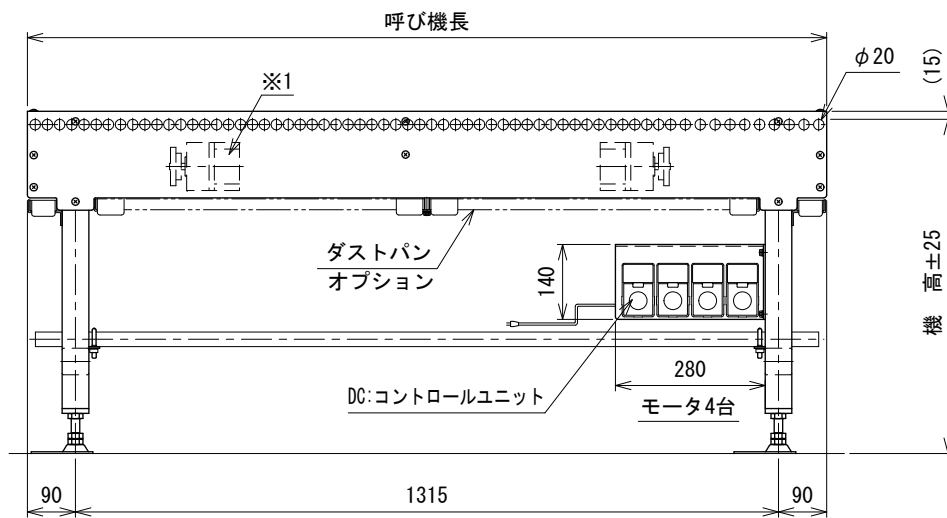 呼び機長
※1
φ20
(15)
ダストパン
オプション
140
機 高±25
280
DC:コントロールユニット
モータ4台
90
1315
90